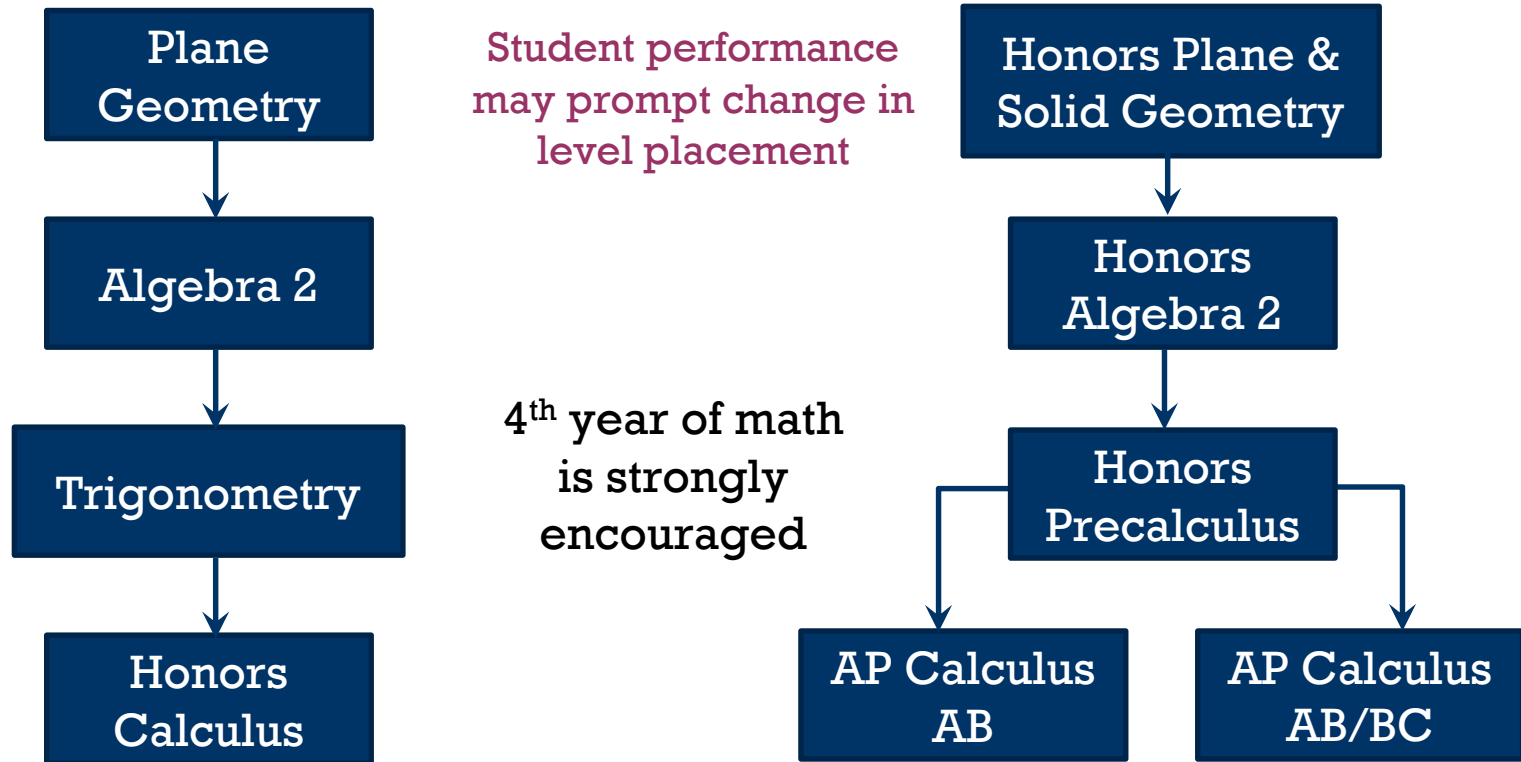 Plane
Geometry
Algebra 2
Trigonometry
Honors
Calculus
Student performance
may prompt change in
level placement
4th year of math
is strongly
encouraged
Honors Plane &
Solid Geometry
Honors
Algebra 2
Honors
Precalculus
AP Calculus
AB
AP Calculus
AB/BC